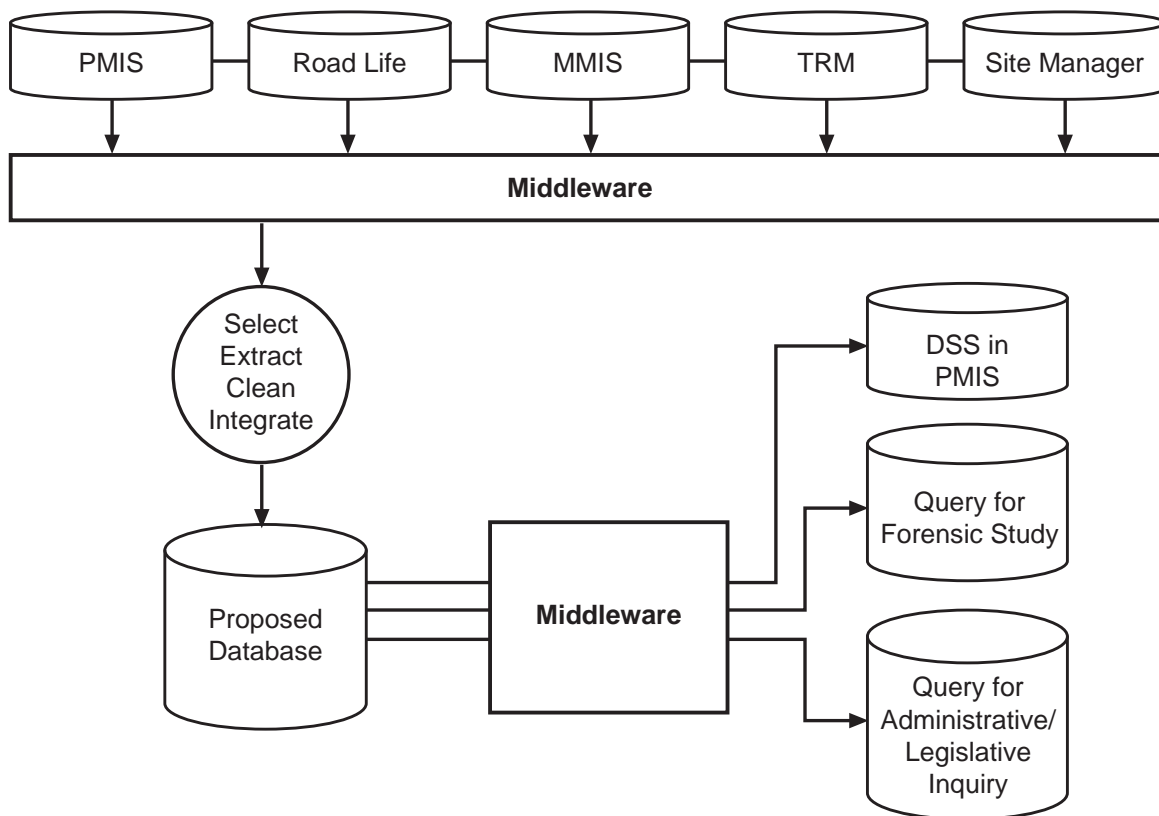 PMIS
Road Life
MMIS
TRM
Site Manager
Middleware
Select
Extract
Clean
Integrate
DSS in
PMIS
Query for
Forensic Study
Proposed
Database
Middleware
Query for
Administrative/
Legislative
Inquiry